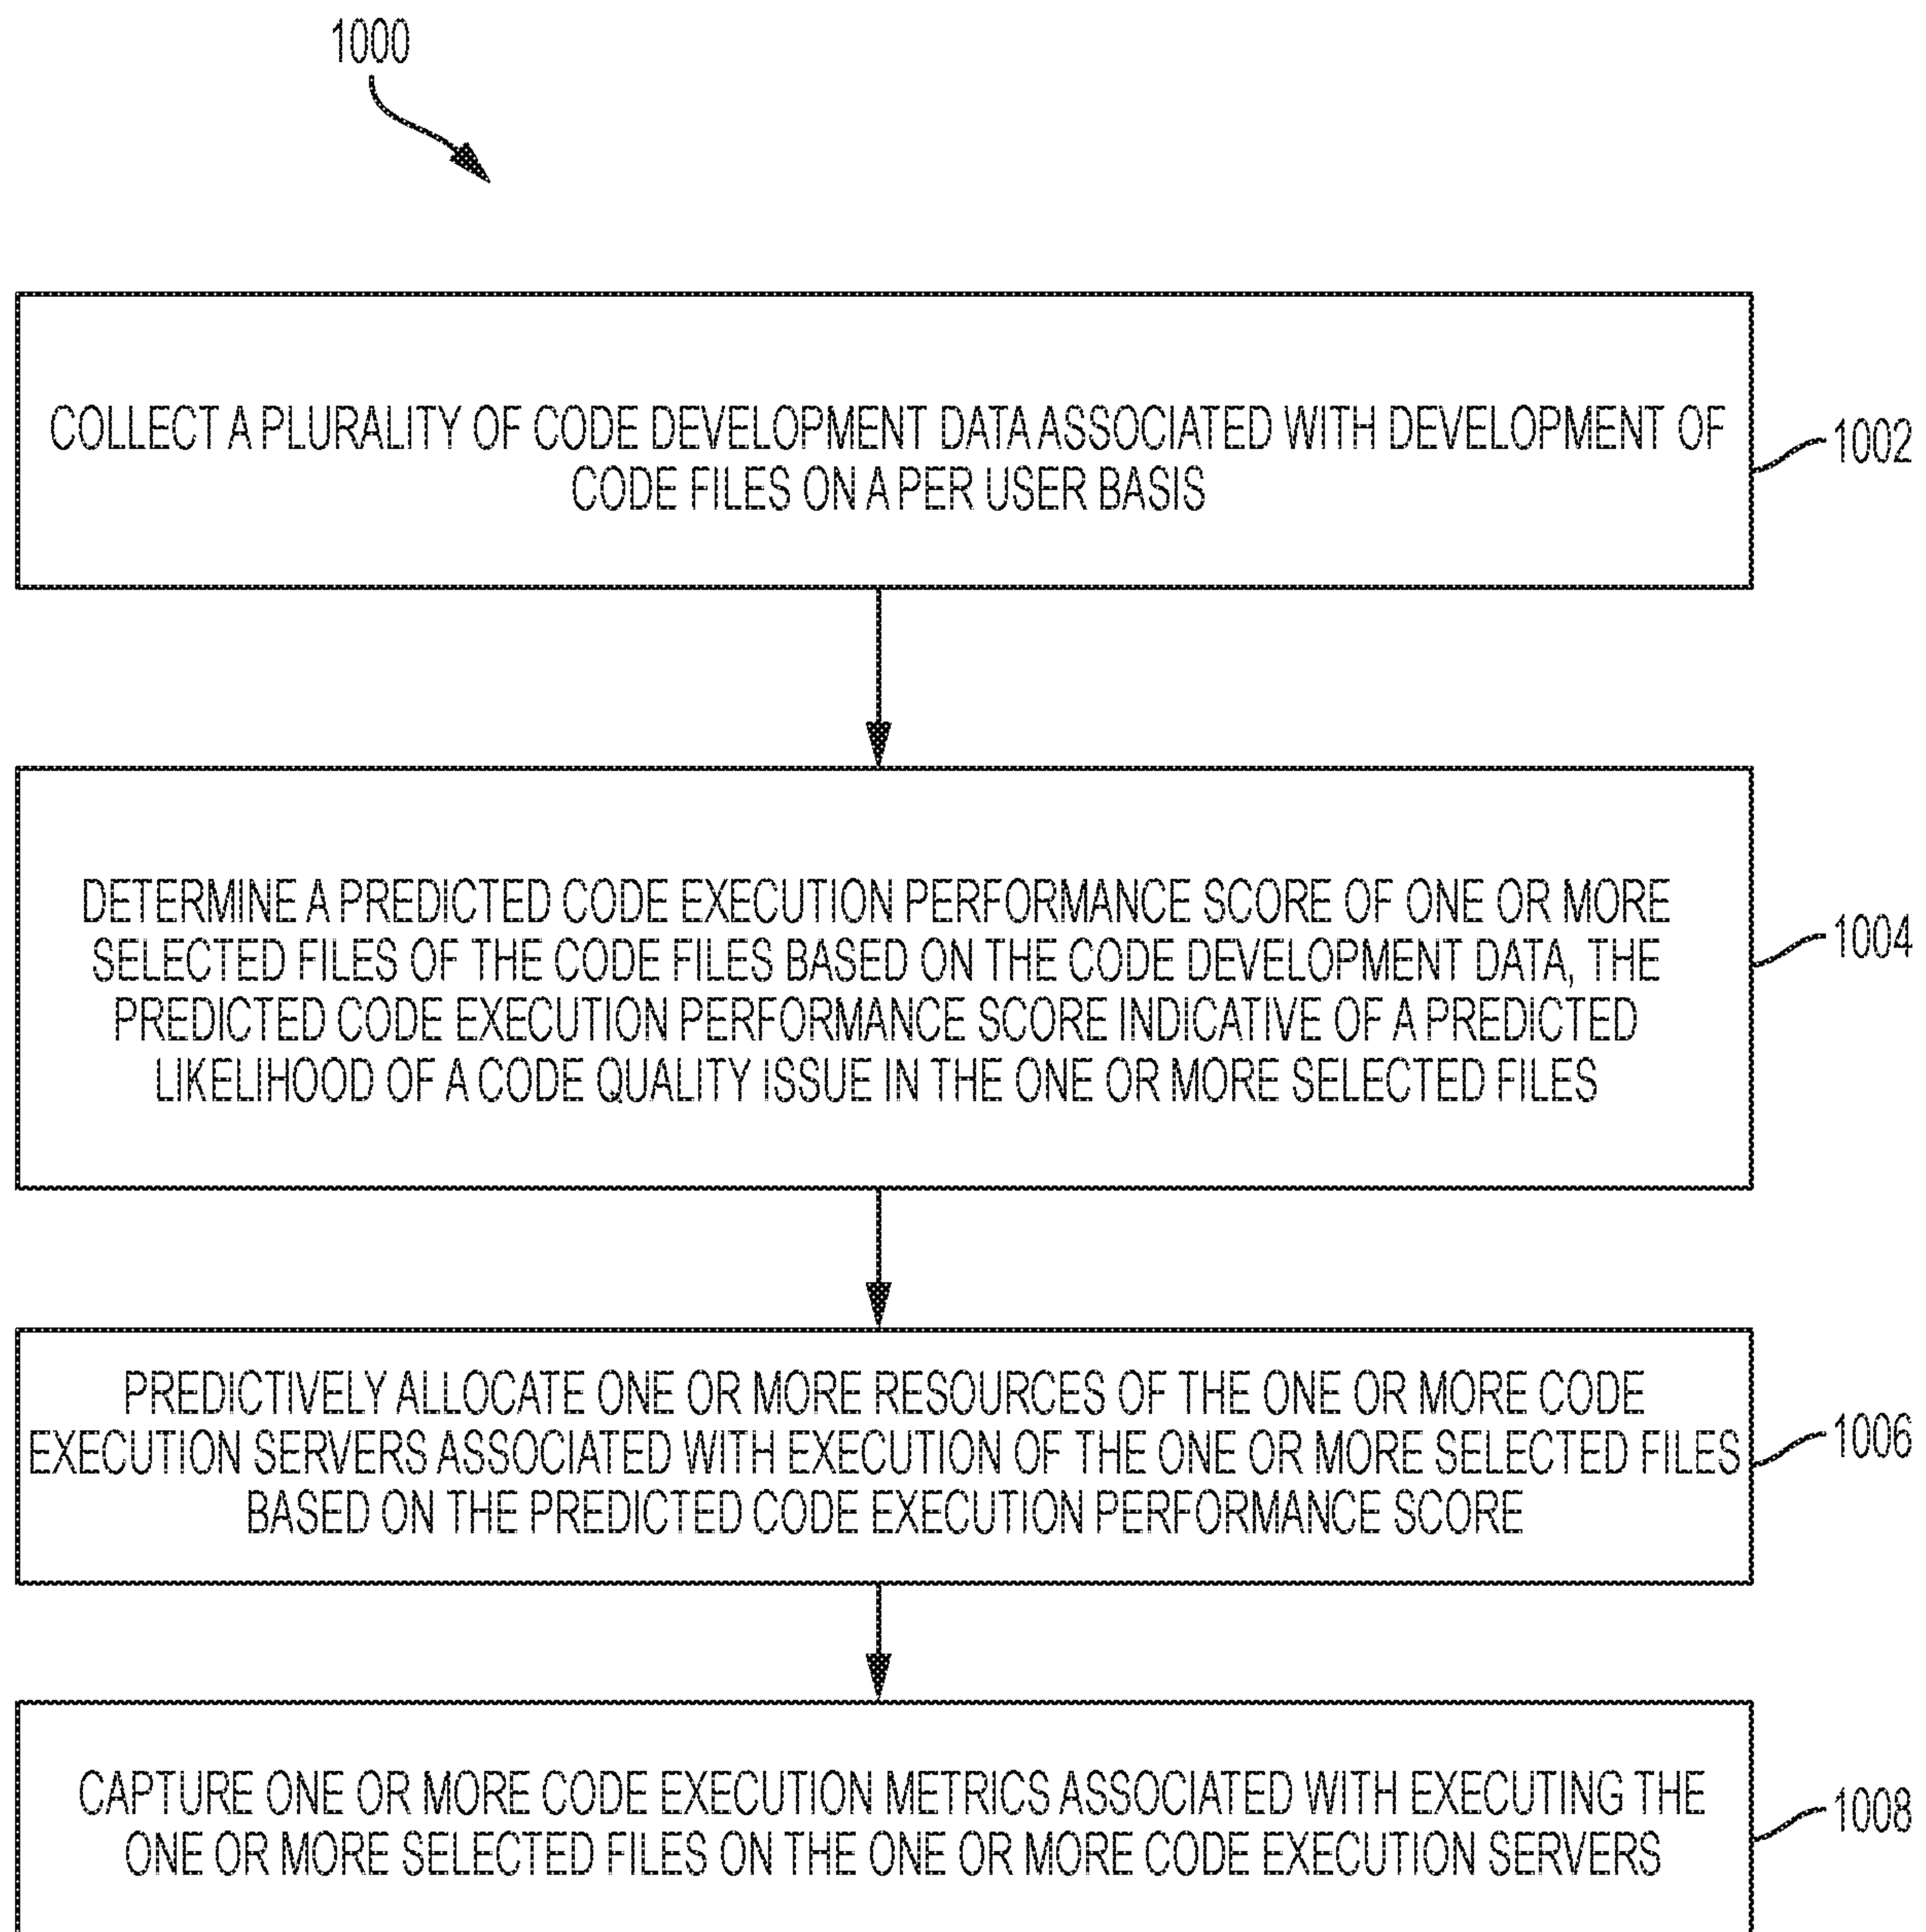 1000
COLLECT A PLURALITY OF CODE DEVELOPMENT DATA ASSOCIATED WITH DEVELOPMENT OF
CODE FILES ON A PER USER BASIS
1002
DETERMINE A PREDICTED CODE EXECUTION PERFORMANCE SCORE OF ONE OR MORE
SELECTED FILES OF THE CODE FILES BASED ON THE CODE DEVELOPMENT DATA, THE
PREDICTED CODE EXECUTION PERFORMANCE SCORE INDICATIVE OF A PREDICTED
LIKELIHOOD OF A CODE QUALITY ISSUE IN THE ONE OR MORE SELECTED FILES
1004
PREDICTIVELY ALLOCATE ONE OR MORE RESOURCES OF THE ONE OR MORE CODE
EXECUTION SERVERS ASSOCIATED WITH EXECUTION OF THE ONE OR MORE SELECTED FILES
BASED ON THE PREDICTED CODE EXECUTION PERFORMANCE SCORE
1006
CAPTURE ONE OR MORE CODE EXECUTION METRICS ASSOCIATED WITH EXECUTING THE
ONE OR MORE SELECTED FILES ON THE ONE OR MORE CODE EXECUTION SERVERS
1008